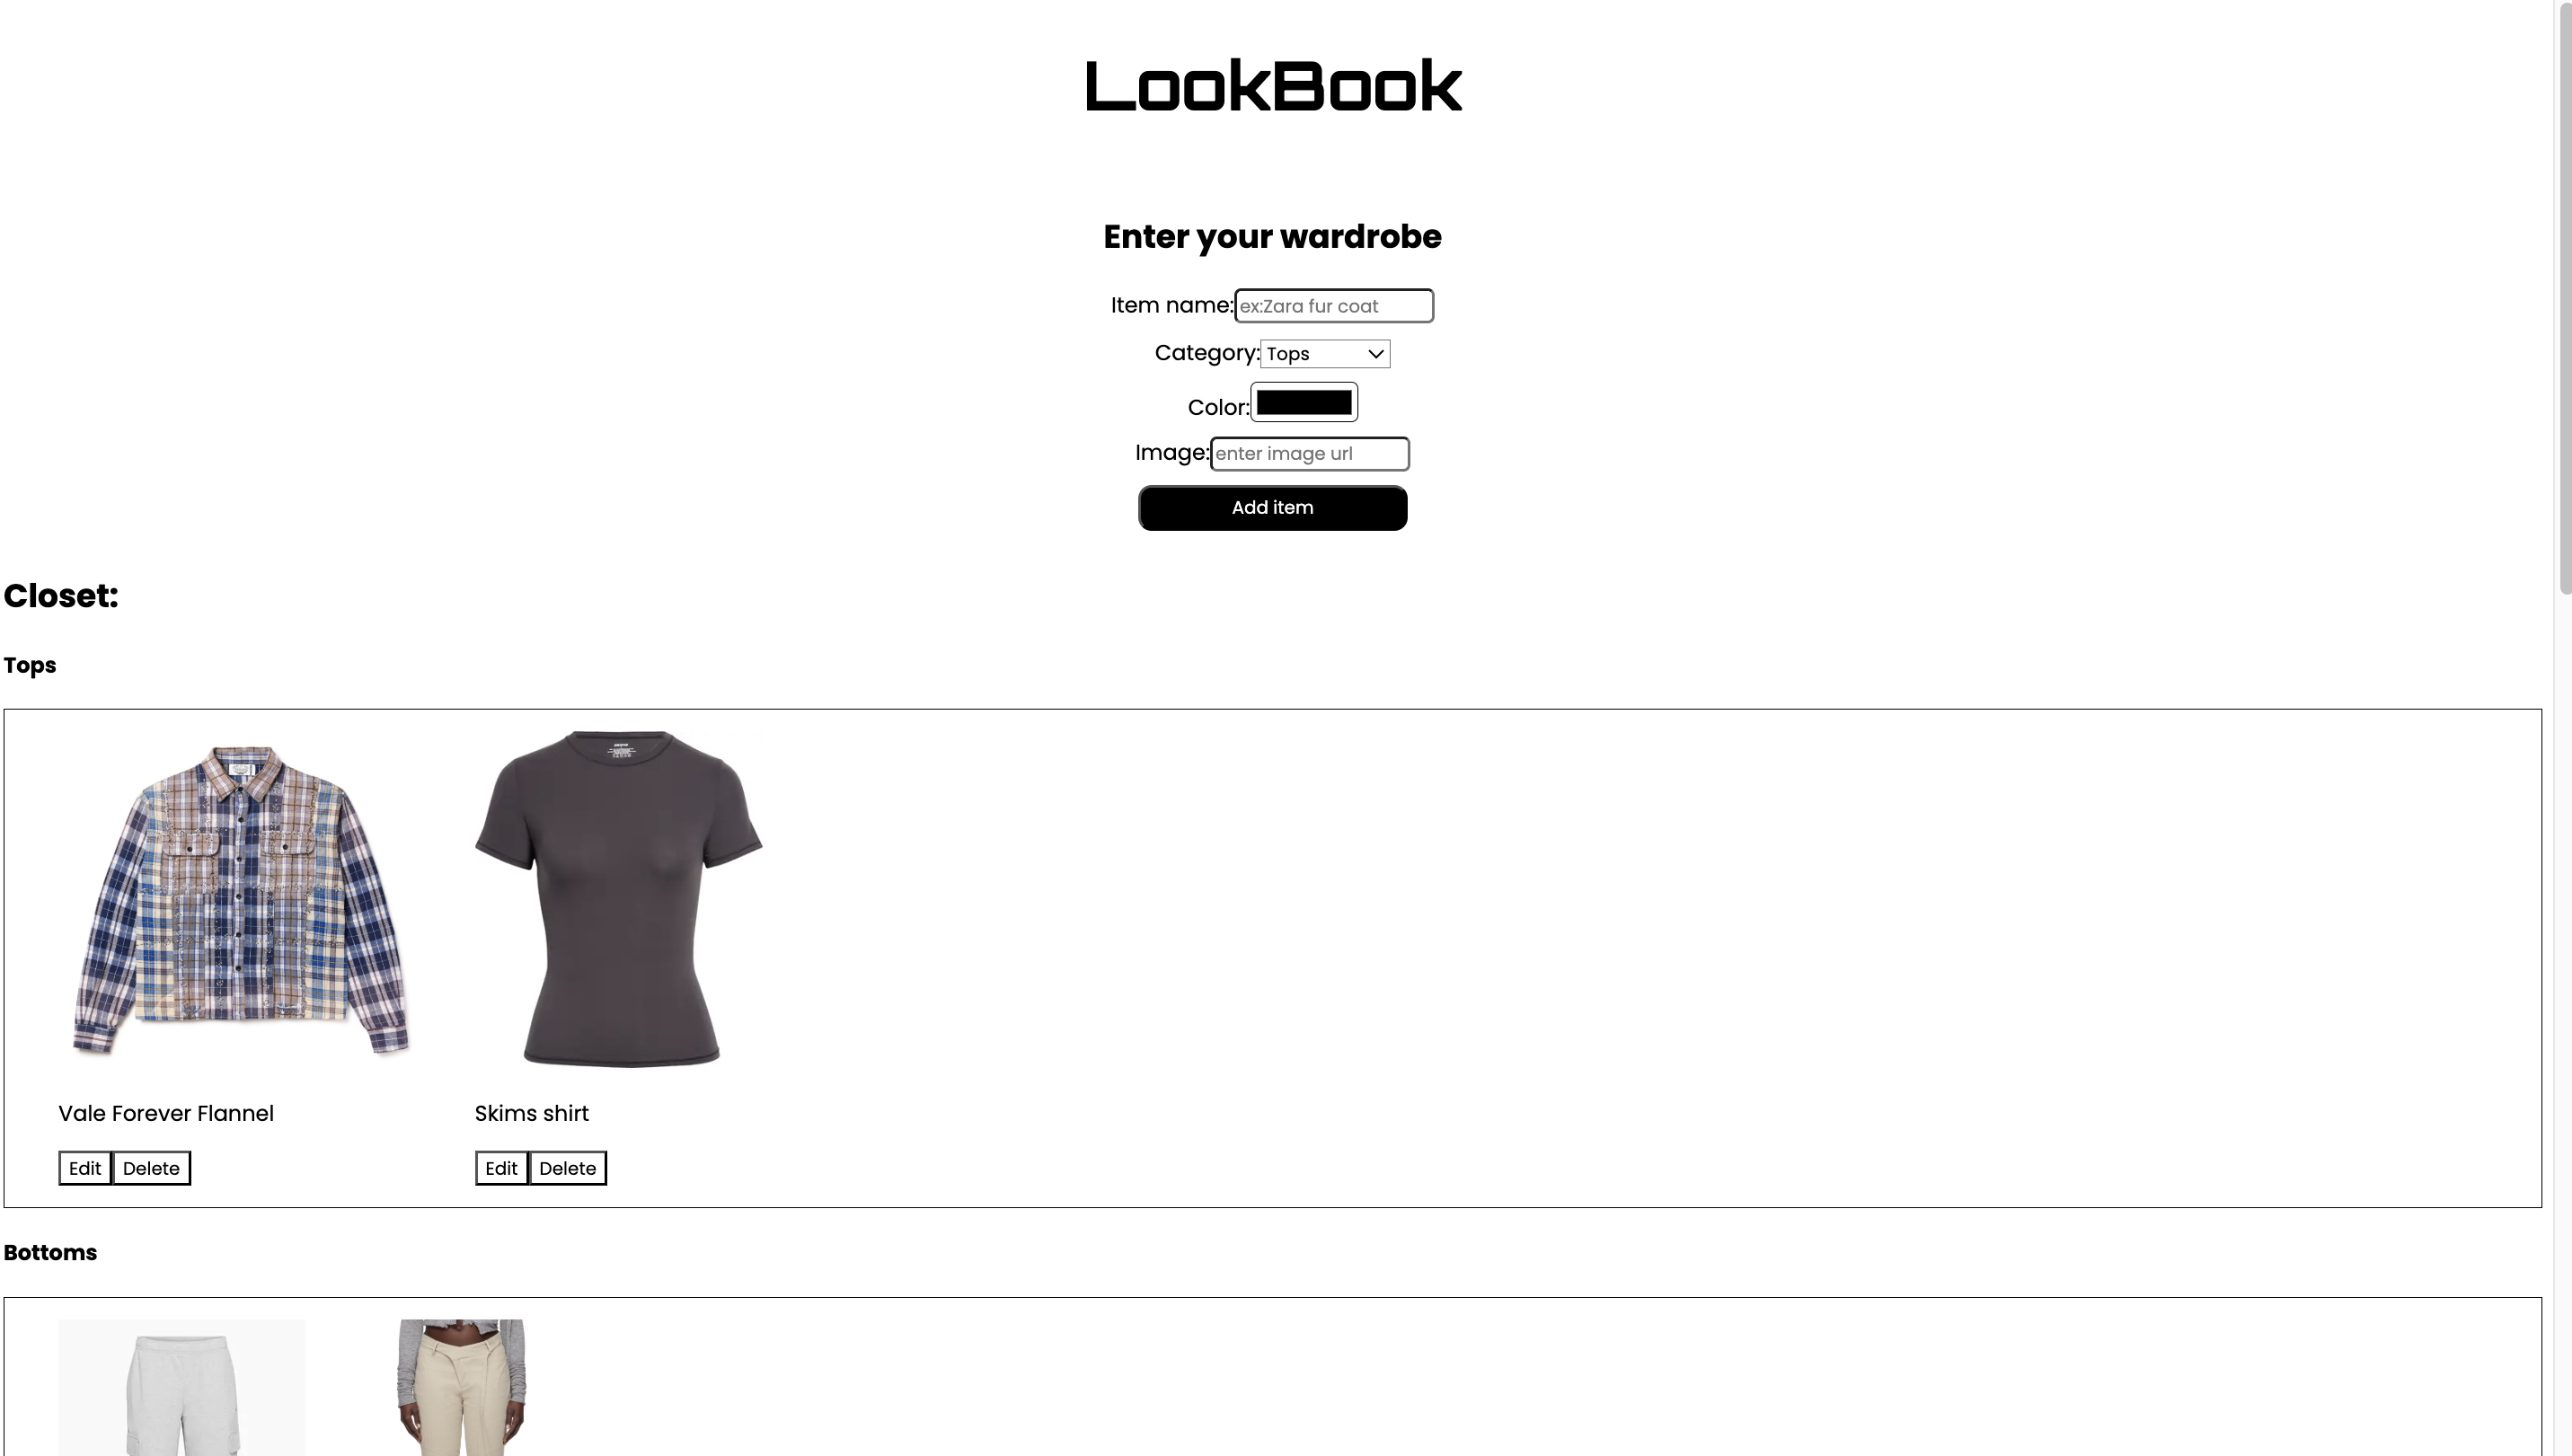 LookBook
Enter your wardrobe
Item name: ex:Zara fur coat
Category: Tops
Color:
Image: enter image url
Add item
Closet:
Tops
Vale Forever Flannel
Skims shirt
Edit Delete
Edit Delete
Bottoms